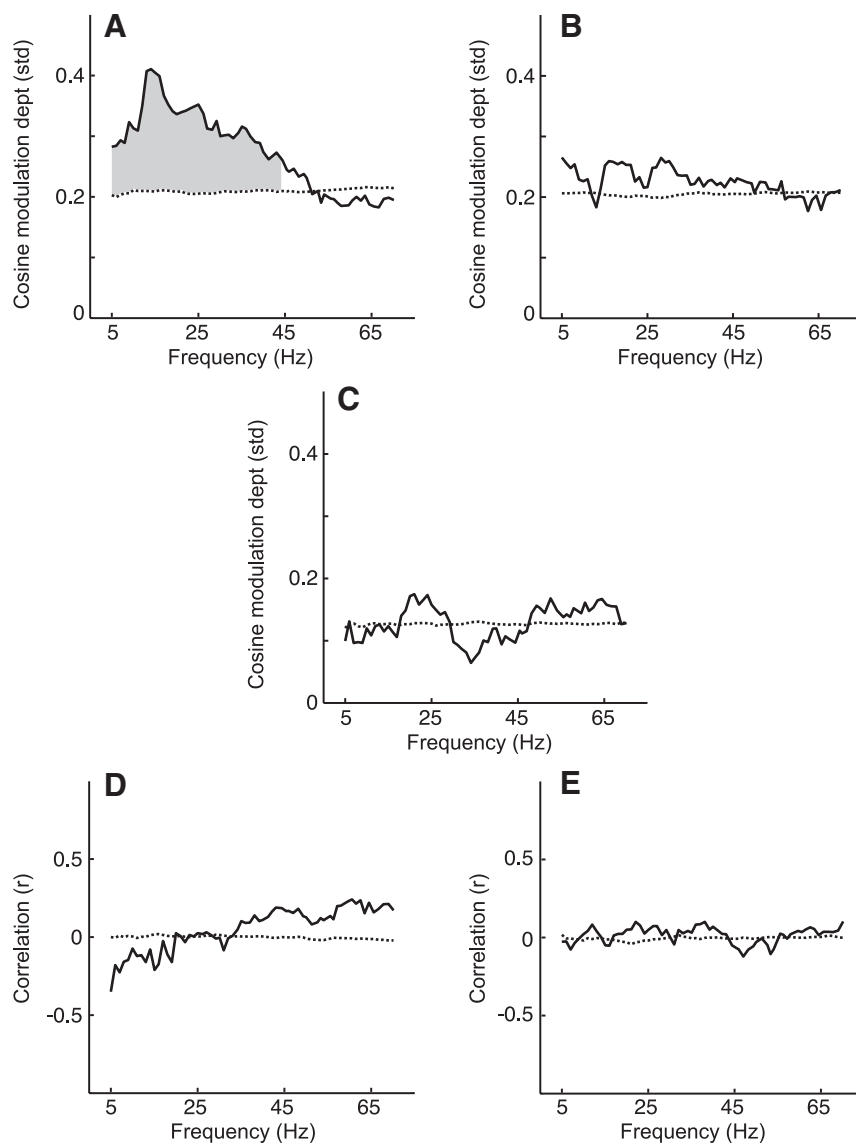 A
Cosine modulation dept (std)
0.4
0.2
0
5 25 45 65
Frequency (Hz)
B
Cosine modulation dept (std)
0.4
0.2
0
5 25 45 65
Frequency (Hz)
C
Cosine modulation dept (std)
0.4
0.2
0
5 25 45 65
Frequency (Hz)
D
Correlation (r)
0.5
0
-0.5
5 25 45 65
Frequency (Hz)
E
Correlation (r)
0.5
0
-0.5
5 25 45 65
Frequency (Hz)